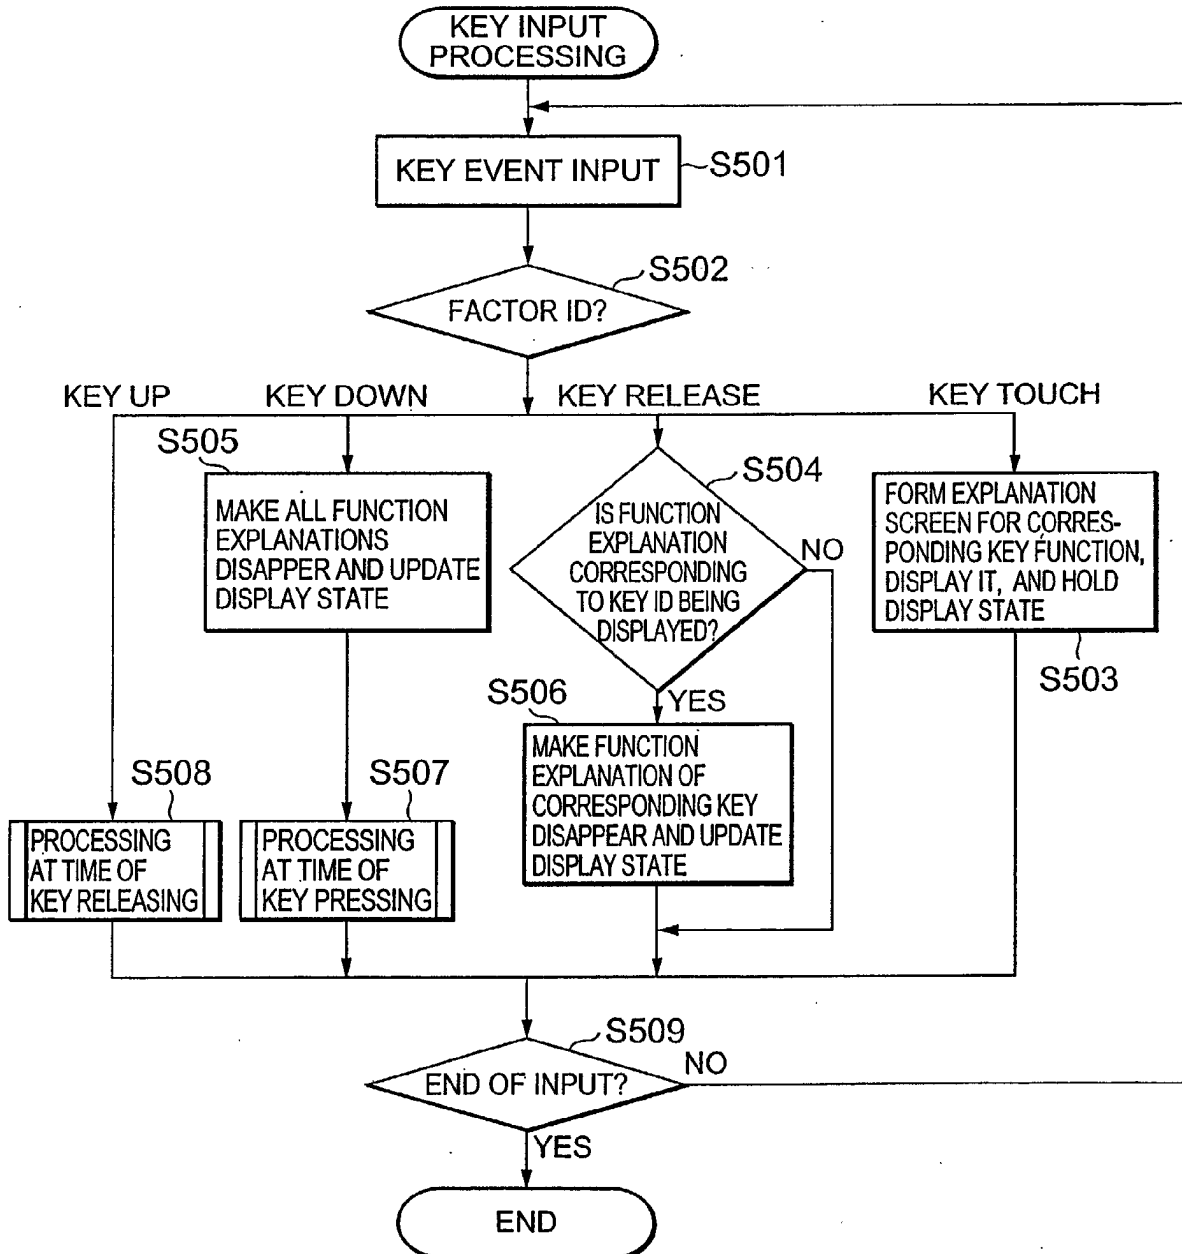 KEY INPUT
PROCESSING
KEY EVENT INPUT
S501
S502
FACTOR ID?
KEY UP
KEY DOWN
KEY RELEASE
KEY TOUCH
S505
MAKE ALL FUNCTION
EXPLANATIONS
DISAPPER AND UPDATE
DISPLAY STATE
S504
IS FUNCTION
EXPLANATION
CORRESPONDING
TO KEY ID BEING
DISPLAYED?
NO
FORM EXPLANATION
SCREEN FOR CORRES-
PONDING KEY FUNCTION,
DISPLAY IT, AND HOLD
DISPLAY STATE
S503
YES
S506
MAKE FUNCTION
EXPLANATION OF
CORRESPONDING KEY
DISAPPEAR AND UPDATE
DISPLAY STATE
S508
PROCESSING
AT TIME OF
KEY RELEASING
S507
PROCESSING
AT TIME OF
KEY PRESSING
S509
END OF INPUT?
NO
YES
END